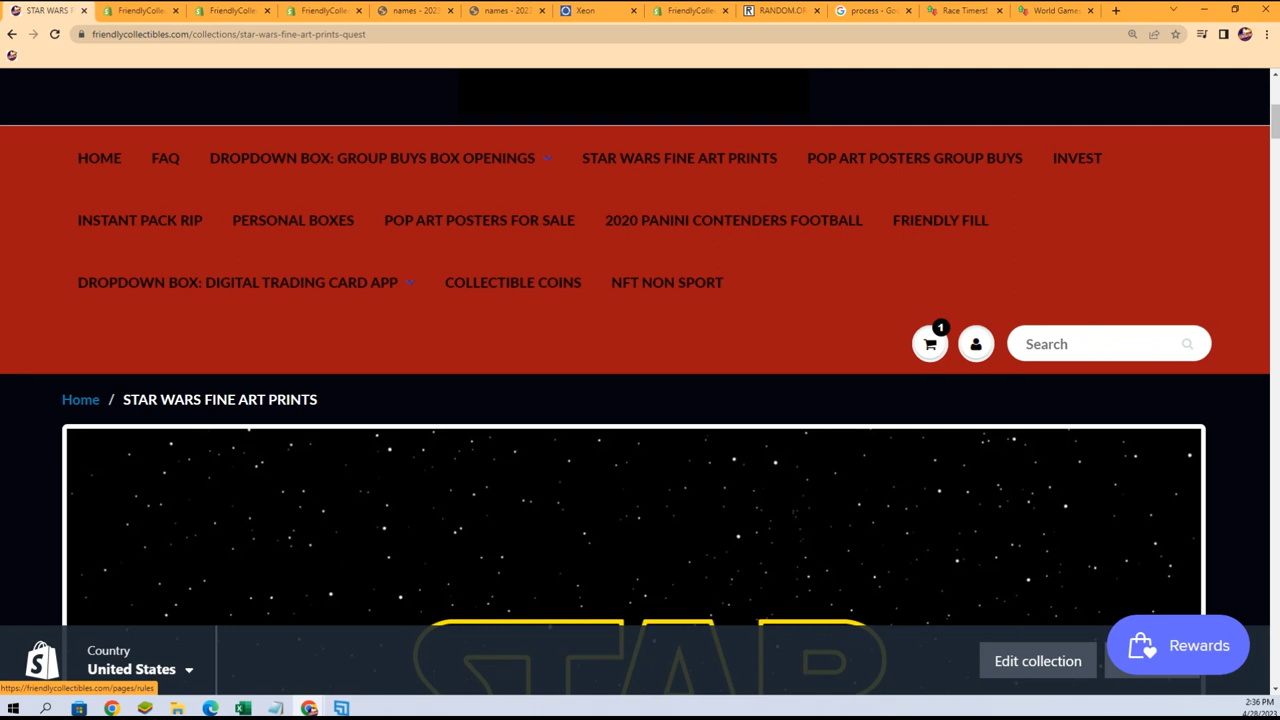 STAR WARS F
FriendlyColle
FriendlyColle
FriendlyColle
names - 202
names - 202
Xeon
FriendlyColle
RANDOM.OR
process - Goo
Race Timers!
World Game
friendlycollectibles.com/collections/star-wars-fine-art-prints-quest
HOME FAQ DROPDOWN BOX: GROUP BUYS BOX OPENINGS STAR WARS FINE ART PRINTS POP ART POSTERS GROUP BUYS INVEST
INSTANT PACK RIP PERSONAL BOXES POP ART POSTERS FOR SALE 2020 PANINI CONTENDERS FOOTBALL FRIENDLY FILL
DROPDOWN BOX: DIGITAL TRADING CARD APP COLLECTIBLE COINS NFT NON SPORT
1
Search
Home / STAR WARS FINE ART PRINTS
STAR
Country
United States
Edit collection
Rewards
https://friendlycollectibles.com/pages/rules
2:36 PM
4/28/2023